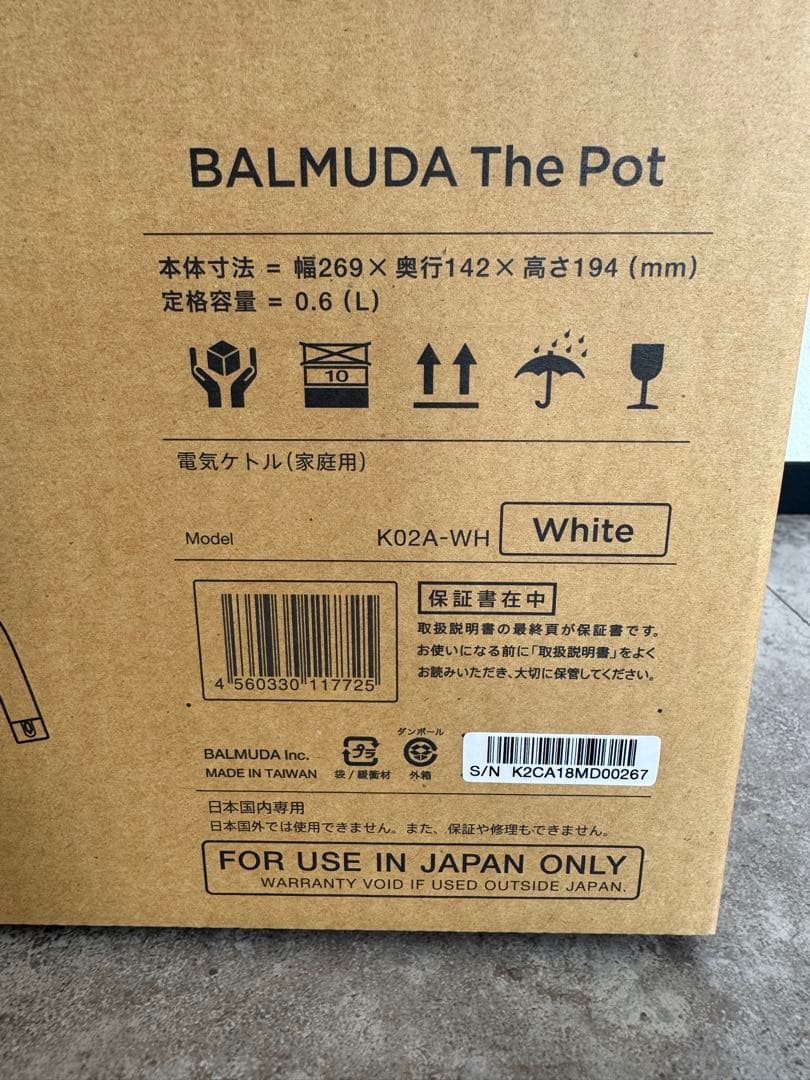 BALMUDA The Pot
本体寸法 = 幅269×奥行142×高さ194 (mm)
定格容量 = 0.6 (L)
10
電気ケトル(家庭用)
Model K02A-WH White
4 560330 117725
保証書在中
取扱説明書の最終頁が保証書です。
お使いになる前に「取扱説明書」をよく
お読みいただき、大切に保管してください。
BALMUDA Inc.
MADE IN TAIWAN
プラ
袋/緩衝材
ダンボール
外箱
S/N K2CA18MD00267
日本国内専用
日本国外では使用できません。また、保証や修理もできません。
FOR USE IN JAPAN ONLY
WARRANTY VOID IF USED OUTSIDE JAPAN.